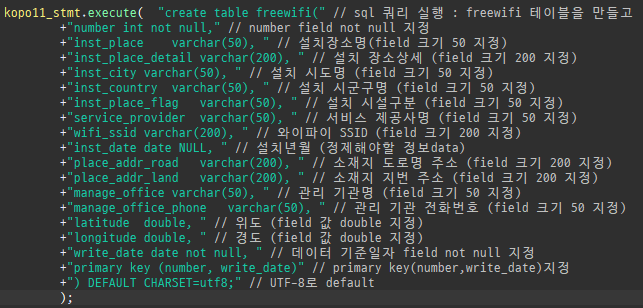 kopo11_stmt.execute(  "create table freewifi(" // sql 쿼리 실행 : freewifi 테이블을 만들고
+"number int not null," // number field not null 지정
+"inst_place    varchar(50), " // 설치장소명(field 크기 50 지정)
+"inst_place_detail varchar(200), " // 설치 장소상세 (field 크기 200 지정)
+"inst_city varchar(50), " // 설치 시도명 (field 크기 50 지정)
+"inst_country  varchar(50), " // 설치 시군구명 (field 크기 50 지정)
+"inst_place_flag   varchar(50), " // 설치 시설구분 (field 크기 50 지정)
+"service_provider  varchar(50), " // 서비스 제공사명 (field 크기 50 지정)
+"wifi_ssid varchar(200), " // 와이파이 SSID (field 크기 200 지정)
+"inst_date date NULL, " // 설치년월 (정제해야할 정보data)
+"place_addr_road   varchar(200), " // 소재지 도로명 주소 (field 크기 200 지정)
+"place_addr_land   varchar(200), " // 소재지 지번 주소 (field 크기 200 지정)
+"manage_office varchar(50), " // 관리 기관명 (field 크기 50 지정)
+"manage_office_phone   varchar(50), " // 관리 기관 전화번호 (field 크기 50 지정)
+"latitude  double, " // 위도 (field 값 double 지정)
+"longitude double, " // 경도 (field 값 double 지정)
+"write_date date not null, " // 데이터 기준일자 field not null 지정
+"primary key (number, write_date)" // primary key(number,write_date)지정
+") DEFAULT CHARSET=utf8;" // UTF-8로 default
);